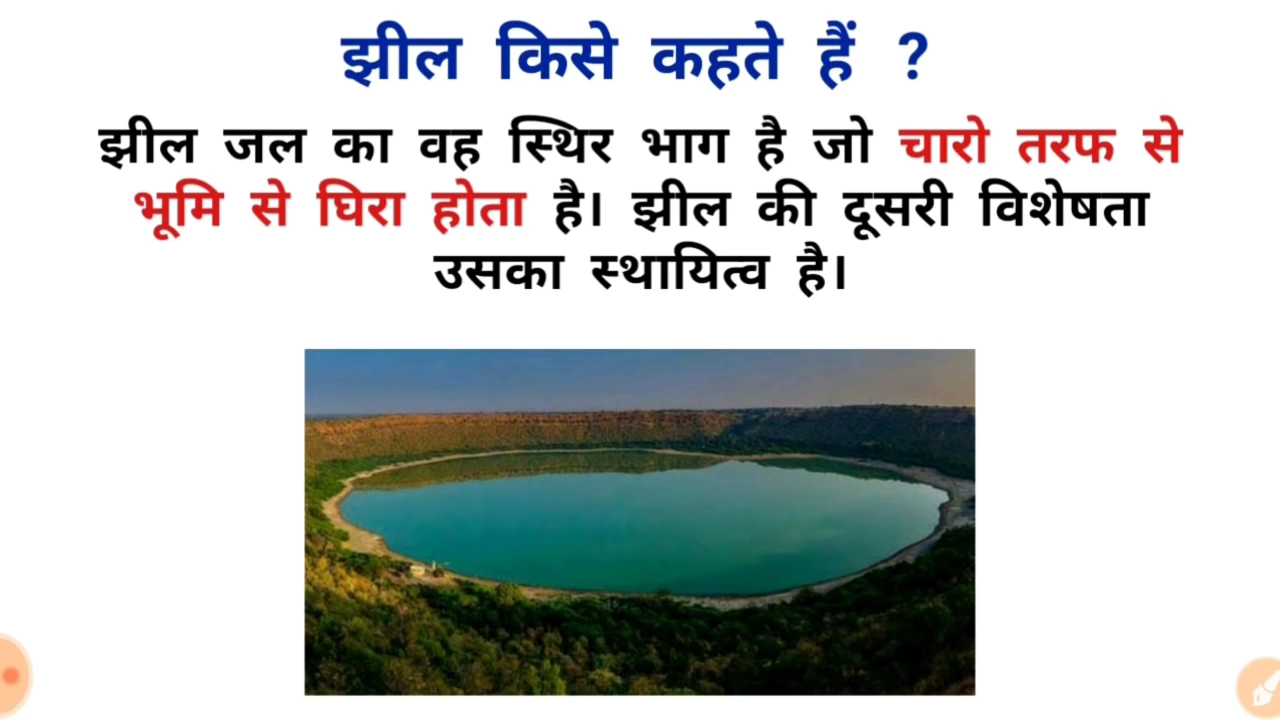 झील किसे कहते हैं ?
झील जल का वह स्थिर भाग है जो चारो तरफ से
भूमि से घिरा होता है। झील की दूसरी विशेषता
उसका स्थायित्व है।